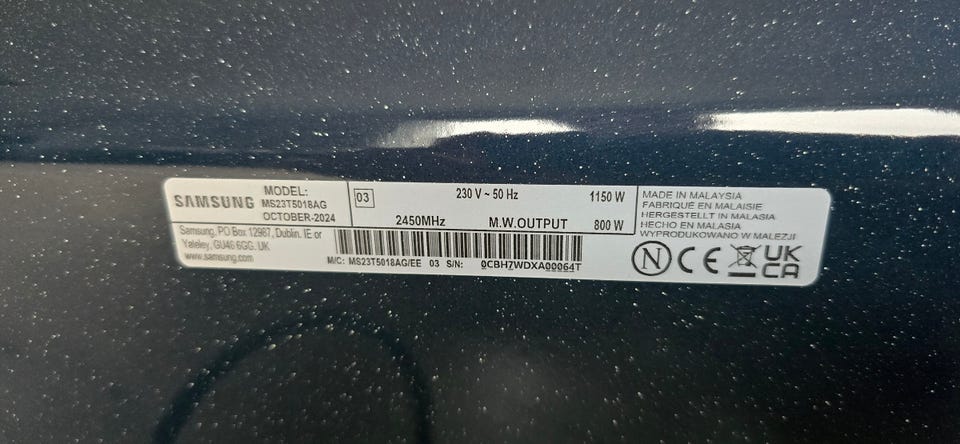 SAMSUNG
MODEL:
MS23T5018AG
OCTOBER-2024
Samsung, PO Box 12987, Dublin. IE or
Yateley, GU46 6GG. UK
www.samsung.com
03
230 V ~ 50 Hz 1150 W
2450MHz M.W.OUTPUT 800 W
M/C: MS23T5018AG/EE 03 S/N: 0CBH7WDXA00064T
MADE IN MALAYSIA
FABRIQUÉ EN MALAISIE
HERGESTELLT IN MALASIA
HECHO EN MALASIA
WYPRODUKOWANO W MALEZJI
N CE UK
CA